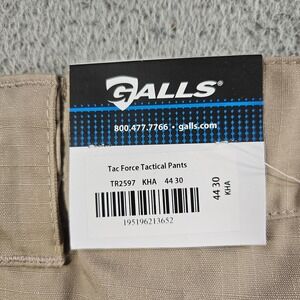 GALLS®
800.477.7766 • galls.com
Tac Force Tactical Pants
TR2597 KHA 44 30
195196213652
44 30
KHA